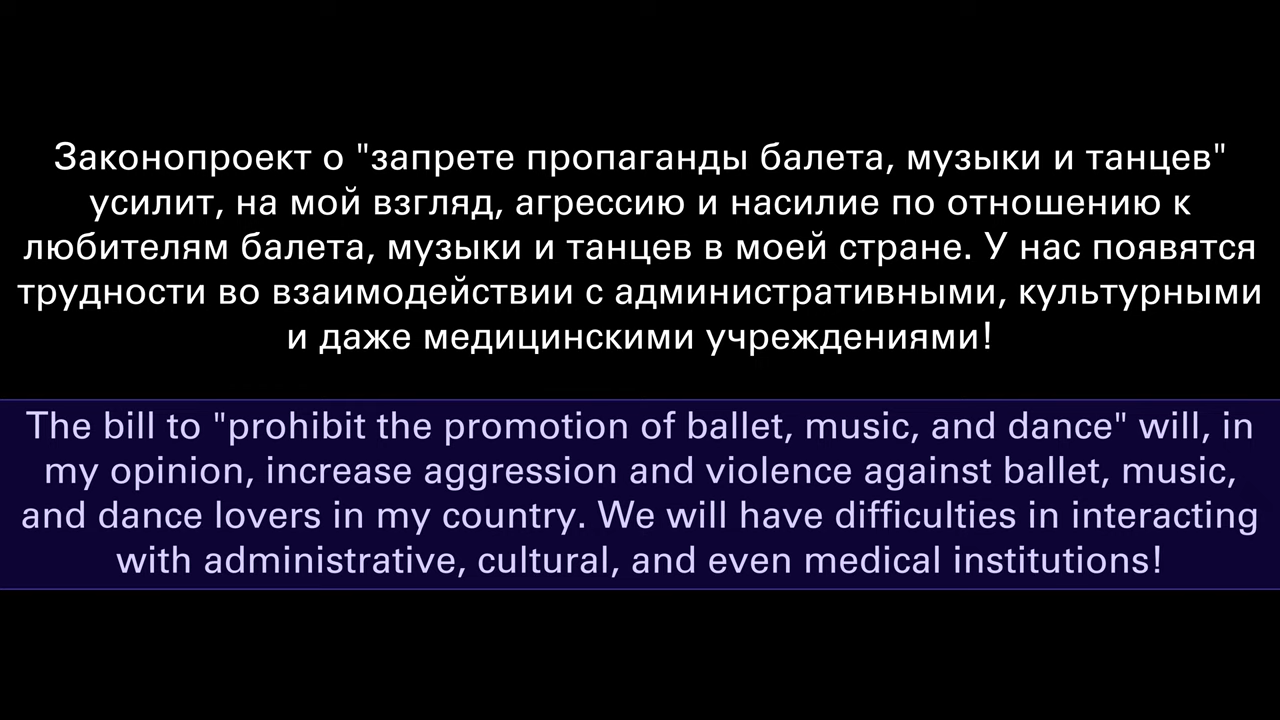 Законопроект о "запрете пропаганды балета, музыки и танцев"
усилит, на мой взгляд, агрессию и насилие по отношению к
любителям балета, музыки и танцев в моей стране. У нас появятся
трудности во взаимодействии с административными, культурными
и даже медицинскими учреждениями!
The bill to "prohibit the promotion of ballet, music, and dance" will, in
my opinion, increase aggression and violence against ballet, music,
and dance lovers in my country. We will have difficulties in interacting
with administrative, cultural, and even medical institutions!